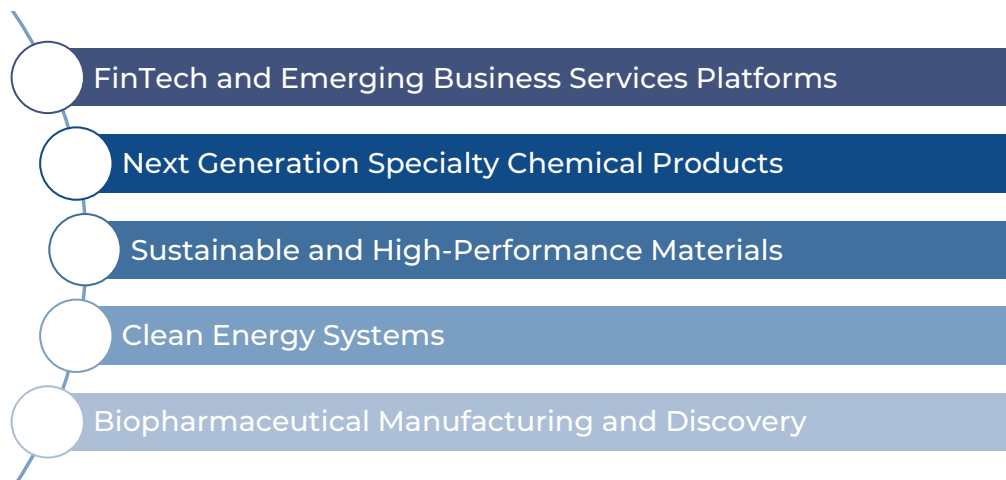 FinTech and Emerging Business Services Platforms
Next Generation Specialty Chemical Products
Sustainable and High-Performance Materials
Clean Energy Systems
Biopharmaceutical Manufacturing and Discovery